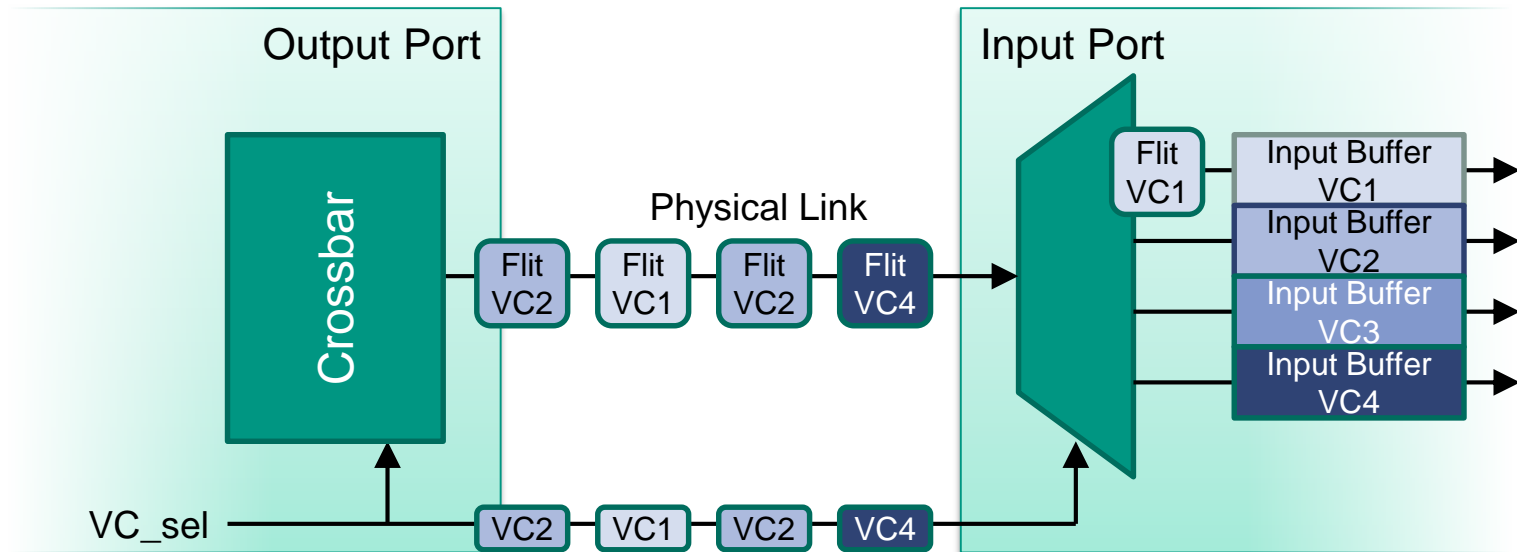 Output Port
Input Port
Crossbar
Physical Link
Flit
VC2
Flit
VC1
Flit
VC2
Flit
VC4
Flit
VC1
Input Buffer
VC1
Input Buffer
VC2
Input Buffer
VC3
Input Buffer
VC4
VC_sel
VC2
VC1
VC2
VC4